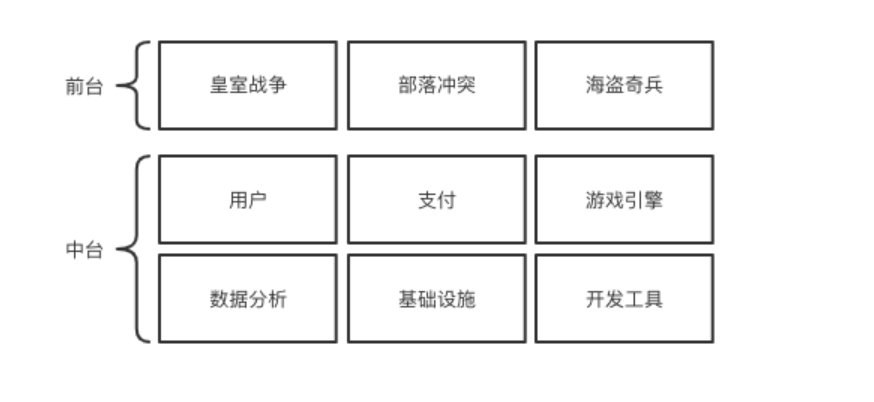 前台
皇室战争
部落冲突
海盗奇兵
中台
用户
支付
游戏引擎
数据分析
基础设施
开发工具